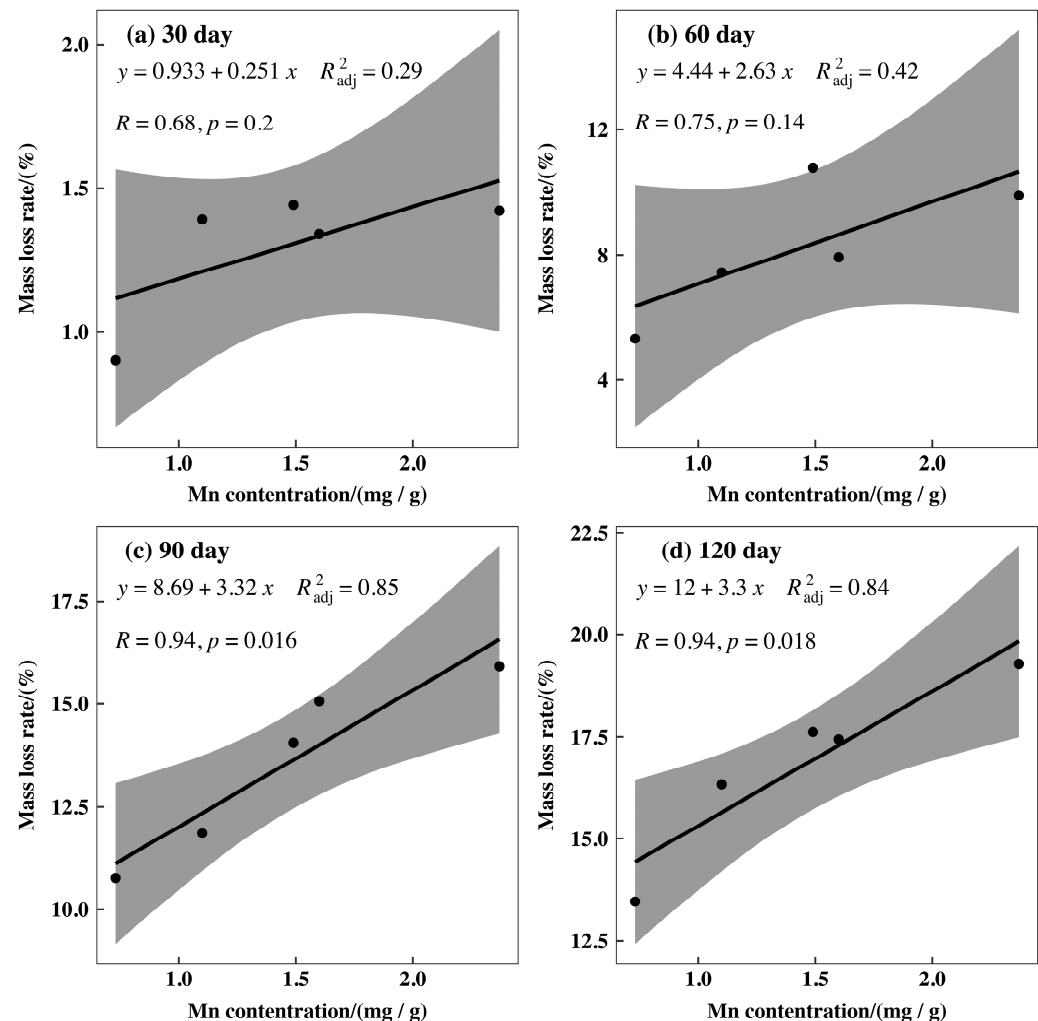 (a) 30 day
y = 0.933 + 0.251 x R²adj = 0.29
R = 0.68, p = 0.2
2.0
1.5
1.0
Mass loss rate/(%)
1.0 1.5 2.0
Mn contentration/(mg / g)
(b) 60 day
y = 4.44 + 2.63 x R²adj = 0.42
R = 0.75, p = 0.14
12
8
4
Mass loss rate/(%)
1.0 1.5 2.0
Mn contentration/(mg / g)
(c) 90 day
y = 8.69 + 3.32 x R²adj = 0.85
R = 0.94, p = 0.016
17.5
15.0
12.5
10.0
Mass loss rate/(%)
1.0 1.5 2.0
Mn contentration/(mg / g)
(d) 120 day
y = 12 + 3.3 x R²adj = 0.84
R = 0.94, p = 0.018
22.5
20.0
17.5
15.0
12.5
Mass loss rate/(%)
1.0 1.5 2.0
Mn contentration/(mg / g)